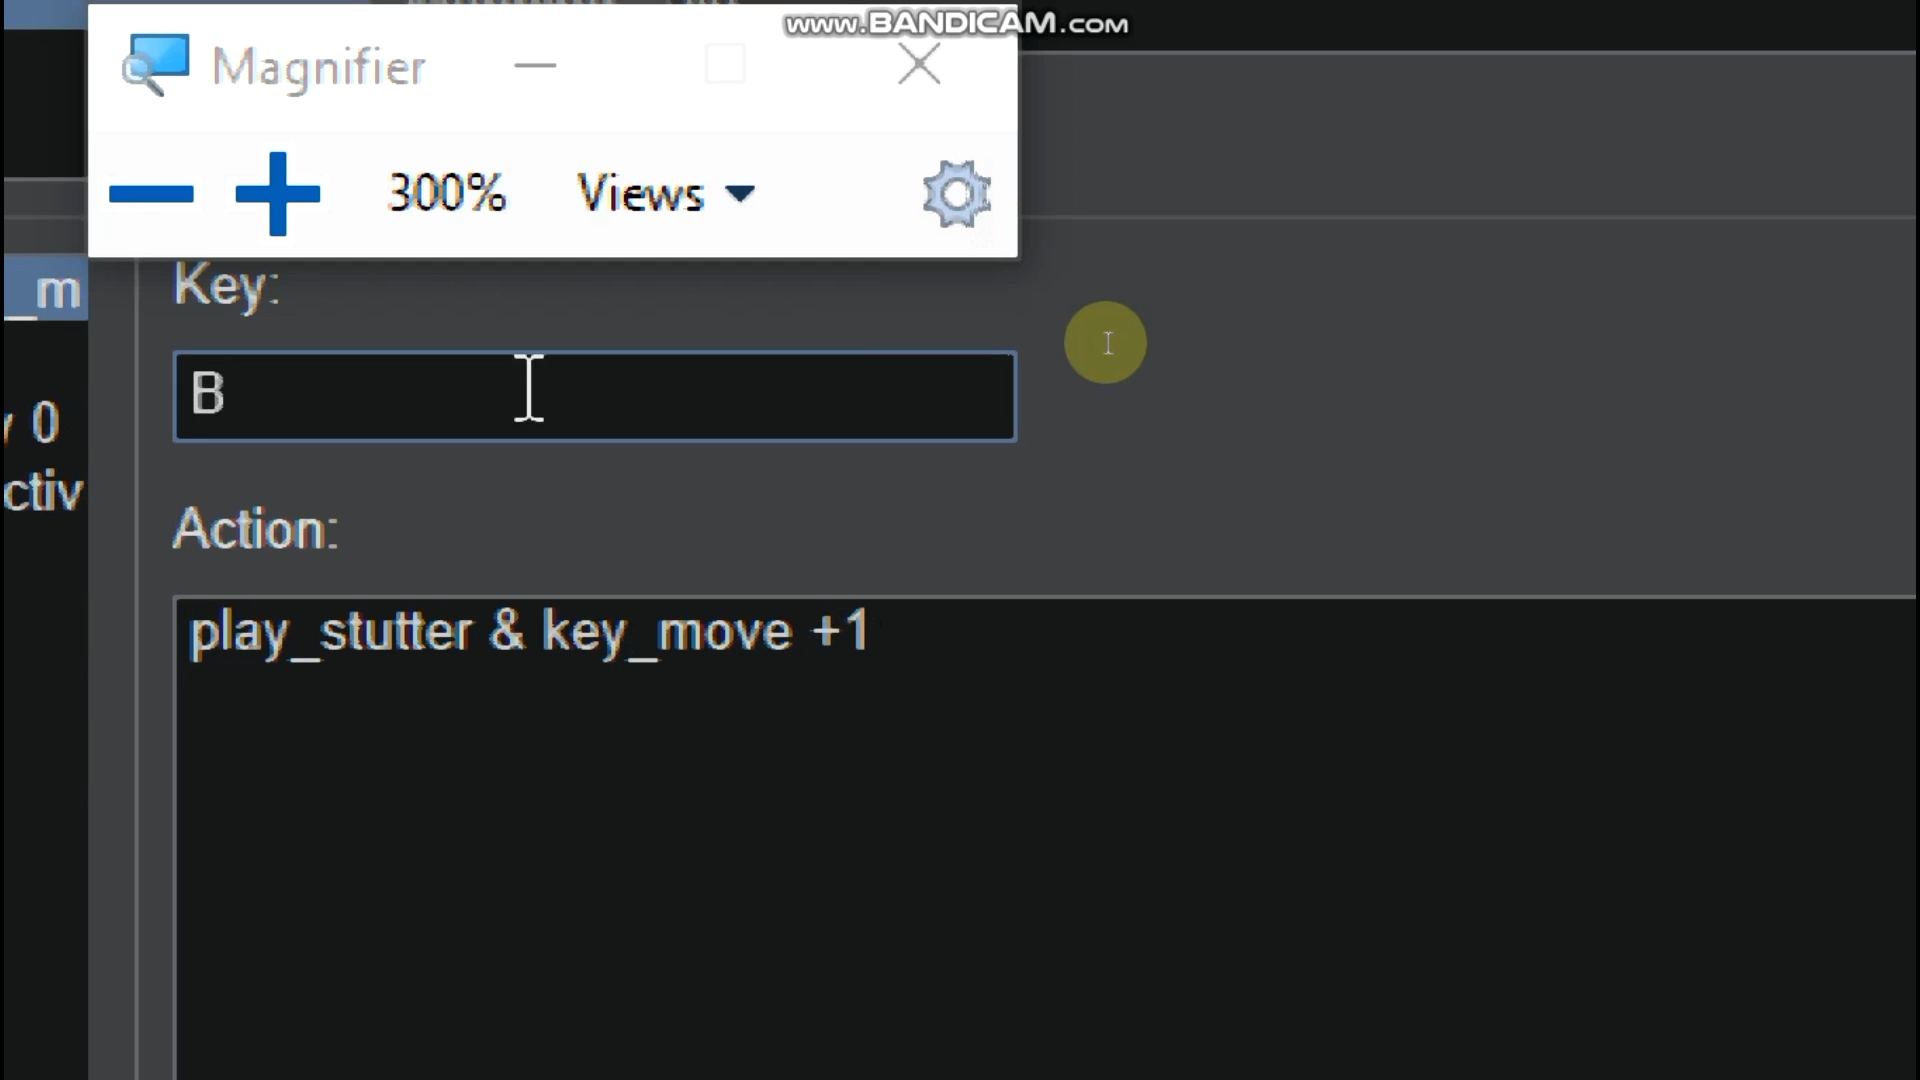 www.BANDICAM.com
Magnifier
300% Views
Key:
_m
B
0
ctiv
Action:
play_stutter & key_move +1